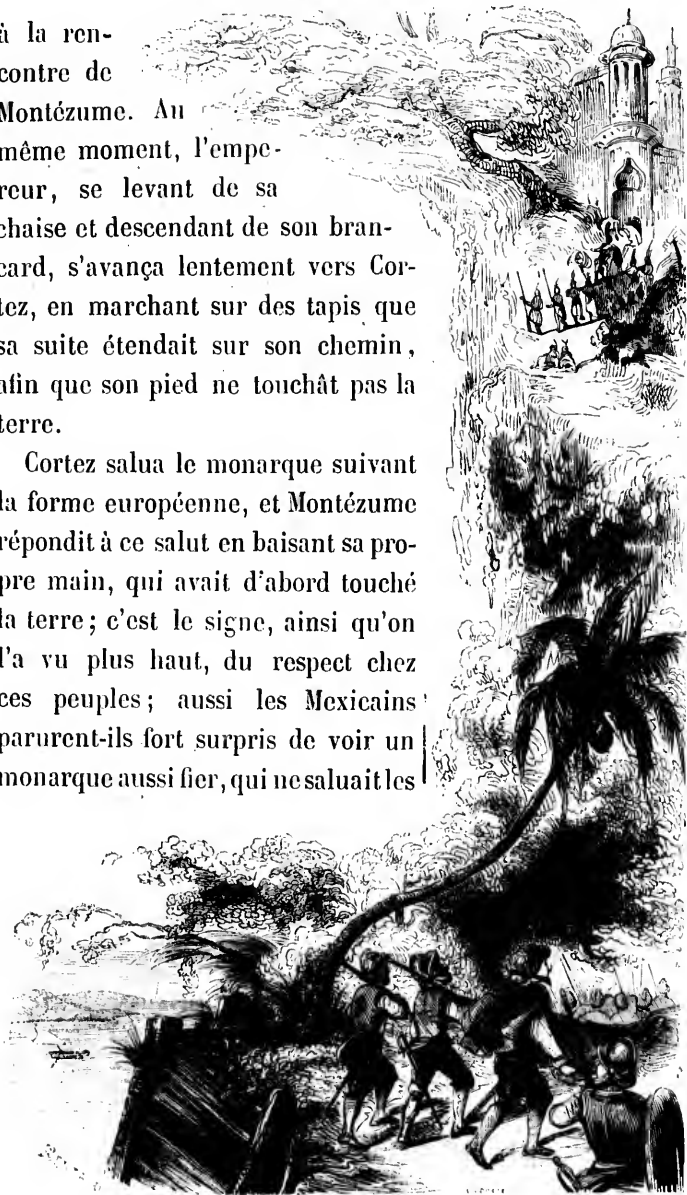 à la ren-
contre de
Montézume. Au
même moment, l'empe-
reur, se levant de sa
chaise et descendant de son bran-
card, s'avança lentement vers Cor-
tez, en marchant sur des tapis que
sa suite étendait sur son chemin,
afin que son pied ne touchât pas la
terre.
Cortez salua le monarque suivant
la forme européenne, et Montézume
répondit à ce salut en baisant sa pro-
pre main, qui avait d'abord touché
la terre; c'est le signe, ainsi qu'on
l'a vu plus haut, du respect chez
ces peuples; aussi les Mexicains
parurent-ils fort surpris de voir un
monarque aussi fier, qui ne saluait les